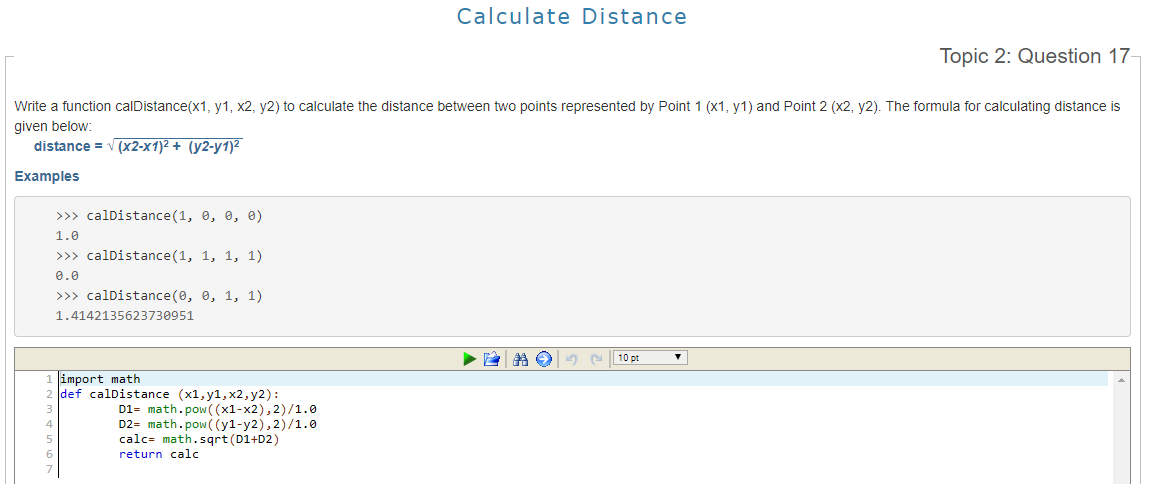 Calculate Distance
Topic 2: Question 17
Write a function calDistance(x1, y1, x2, y2) to calculate the distance between two points represented by Point 1 (x1, y1) and Point 2 (x2, y2). The formula for calculating distance is
given below:
distance = √(x2-x1)² + (y2-y1)²
Examples
>>> calDistance(1, 0, 0, 0)
1.0
>>> calDistance(1, 1, 1, 1)
0.0
>>> calDistance(0, 0, 1, 1)
1.4142135623730951
10 pt
1 import math
2 def calDistance (x1,y1,x2,y2):
3 D1= math.pow((x1-x2),2)/1.0
4 D2= math.pow((y1-y2),2)/1.0
5 calc= math.sqrt(D1+D2)
6 return calc
7